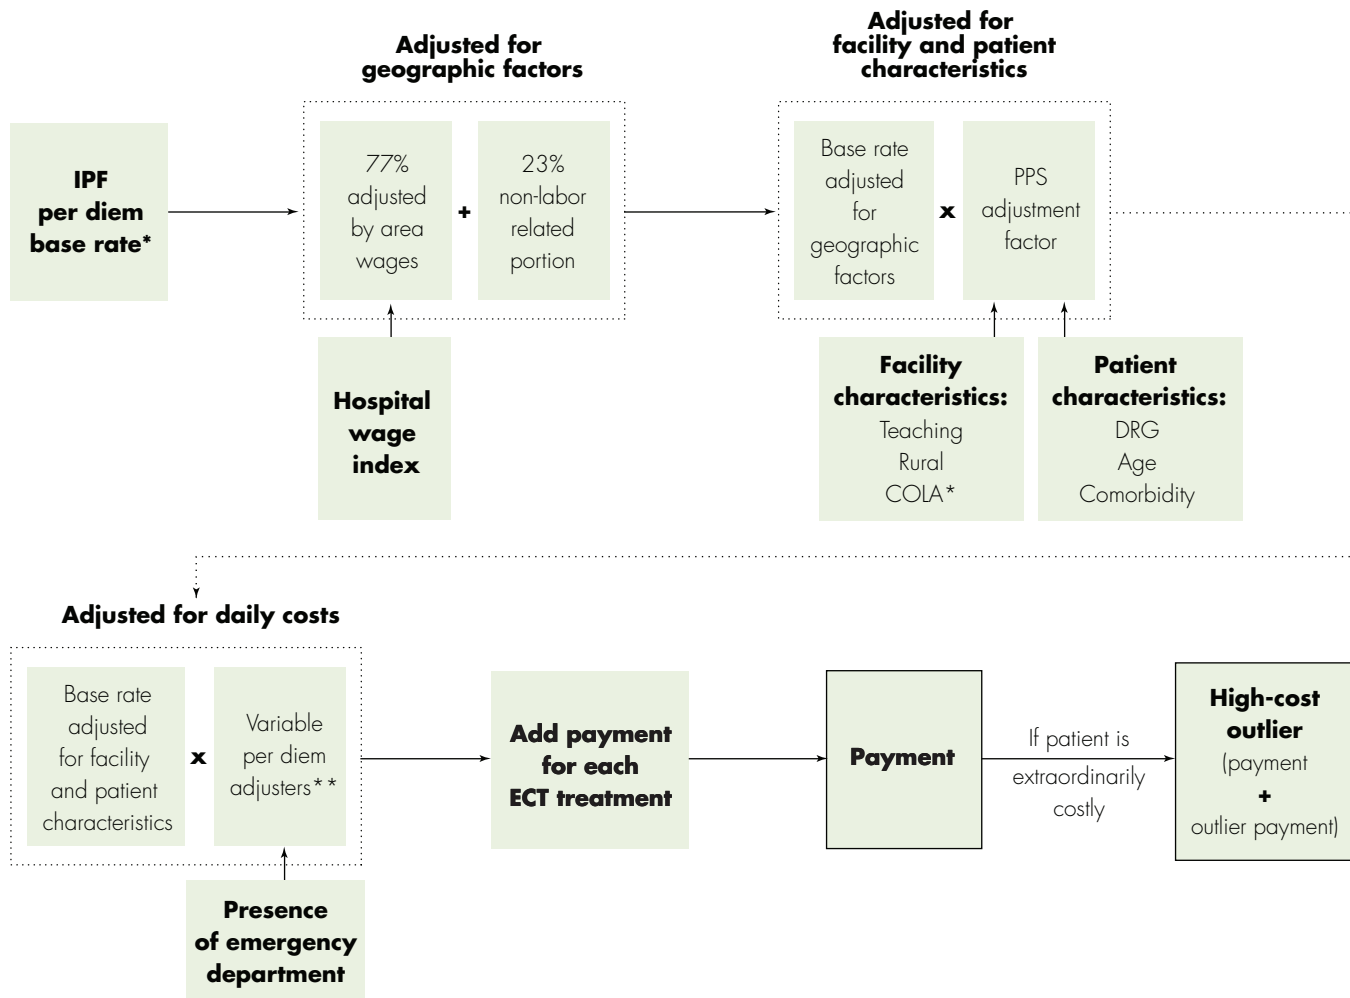 Adjusted for
geographic factors
Adjusted for
facility and patient
characteristics
IPF
per diem
base rate*
77%
adjusted
by area
wages
+
23%
non-labor
related
portion
Base rate
adjusted
for
geographic
factors
x
PPS
adjustment
factor
Hospital
wage
index
Facility
characteristics:
Teaching
Rural
COLA*
Patient
characteristics:
DRG
Age
Comorbidity
Adjusted for daily costs
Base rate
adjusted
for facility
and patient
characteristics
x
Variable
per diem
adjusters**
Presence
of emergency
department
Add payment
for each
ECT treatment
Payment
If patient is
extraordinarily
costly
High-cost
outlier
(payment
+
outlier payment)